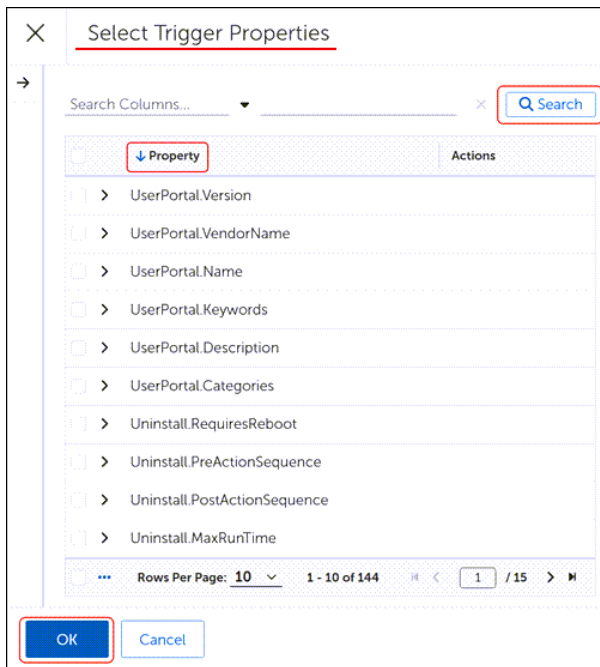 Select Trigger Properties
Search Columns... Search
Property Actions
UserPortal.Version
UserPortal.VendorName
UserPortal.Name
UserPortal.Keywords
UserPortal.Description
UserPortal.Categories
Uninstall.RequiresReboot
Uninstall.PreActionSequence
Uninstall.PostActionSequence
Uninstall.MaxRunTime
Rows Per Page: 10 1 - 10 of 144 1 / 15
OK Cancel